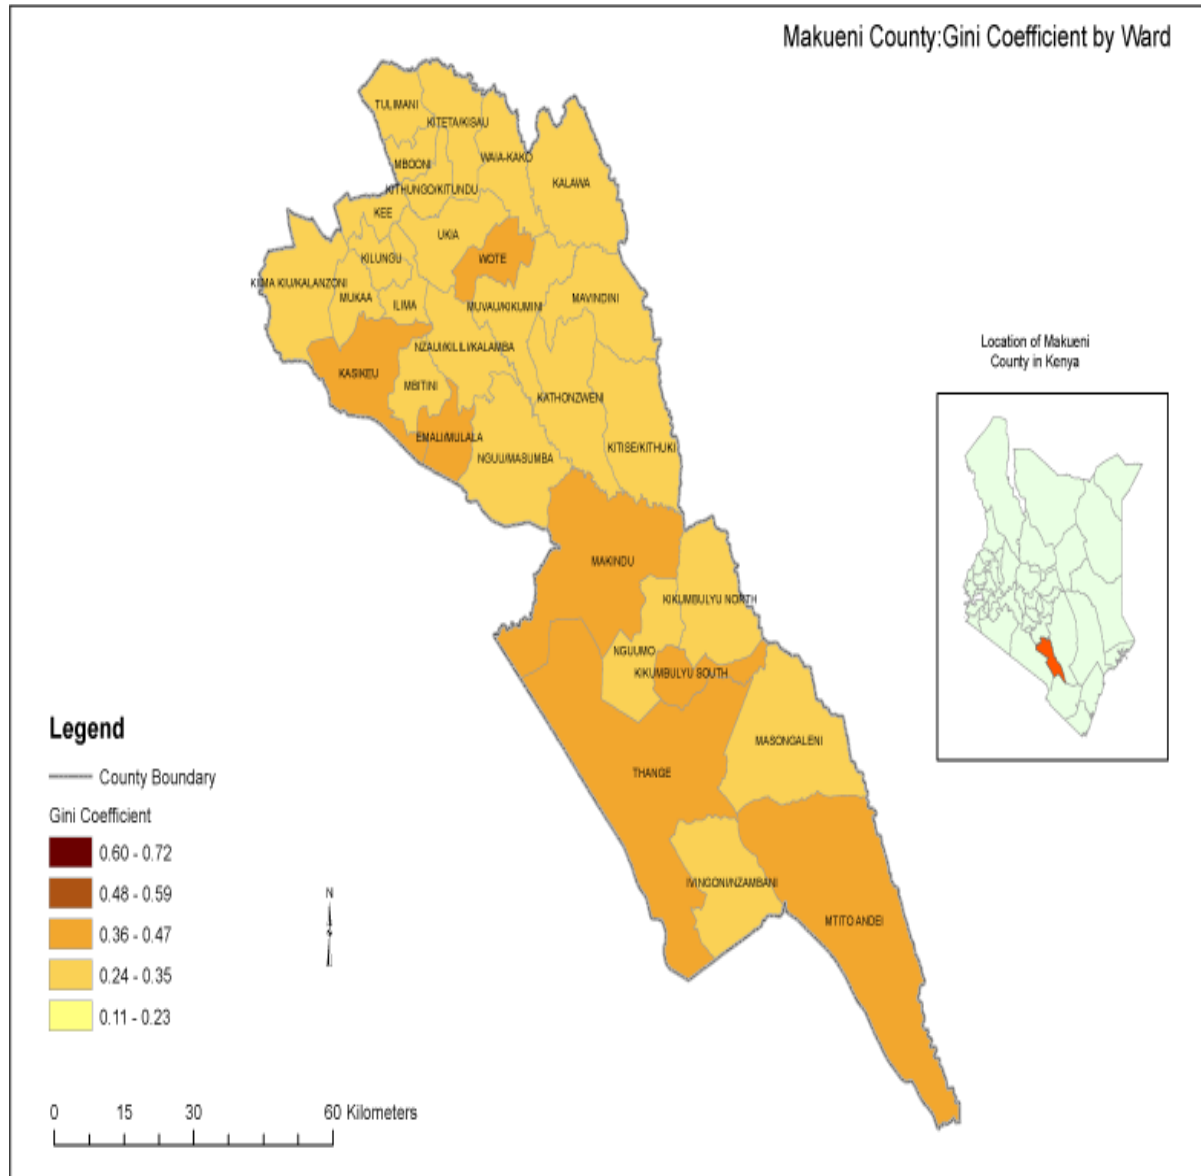 Makueni County:Gini Coefficient by Ward
TULIMANI
KITETA/KISAU
WAIA-KAKO
MBOONI
KALAWA
KITHUNGO/KITUNDU
KEE
UKIA
WOTE
KILUNGU
KIIMA KIU/KALANZONI
MUKAA
ILIMA
MUVAU/KIKUMINI
MAVINDINI
NZAUI/KILILI/KALAMBA
KASIKEU
MBITINI
KATHONZWENI
EMALI/MULALA
NGUU/MASUMBA
KITISE/KITHUKI
MAKINDU
KIKUMBULYU NORTH
NGUUMO
KIKUMBULYU SOUTH
MASONGALENI
THANGE
IVINGONI/NZAMBANI
MTITO ANDEI
Location of Makueni
County in Kenya
Legend
County Boundary
Gini Coefficient
0.60 - 0.72
0.48 - 0.59
0.36 - 0.47
0.24 - 0.35
0.11 - 0.23
N
0 15 30 60 Kilometers